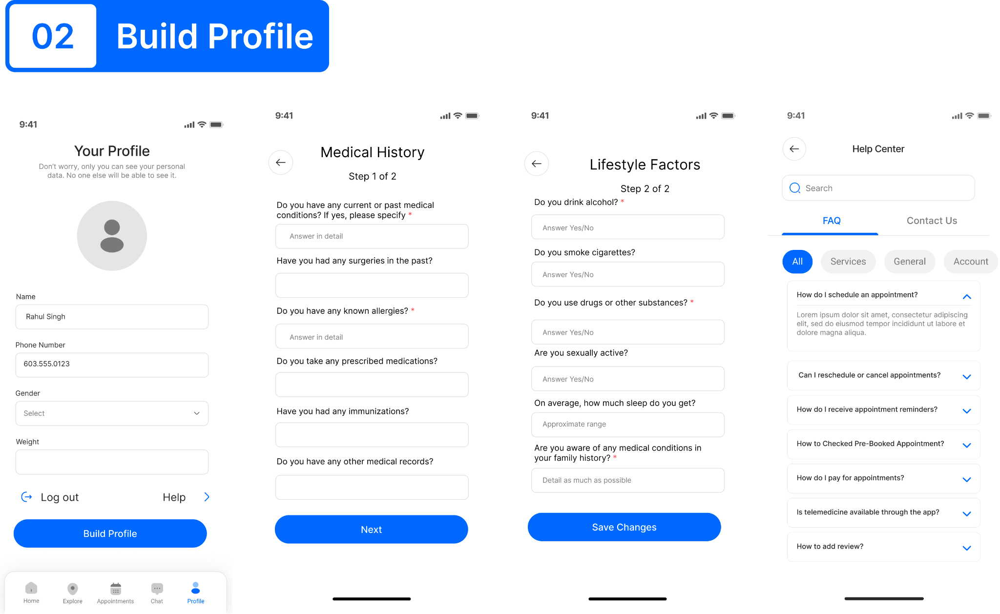 02
Build Profile
9:41
Your Profile
Don't worry, only you can see your personal
data. No one else will be able to see it.
Name
Rahul Singh
Phone Number
603.555.0123
Gender
Select
Weight
Log out
Help
Build Profile
Home
Explore
Appointments
Chat
Profile
9:41
Medical History
Step 1 of 2
Do you have any current or past medical
conditions? If yes, please specify *
Answer in detail
Have you had any surgeries in the past?
Do you have any known allergies? *
Answer in detail
Do you take any prescribed medications?
Have you had any immunizations?
Do you have any other medical records?
Next
9:41
Lifestyle Factors
Step 2 of 2
Do you drink alcohol? *
Answer Yes/No
Do you smoke cigarettes?
Answer Yes/No
Do you use drugs or other substances? *
Answer Yes/No
Are you sexually active?
Answer Yes/No
On average, how much sleep do you get?
Approximate range
Are you aware of any medical conditions in
your family history? *
Detail as much as possible
Save Changes
9:41
Help Center
Search
FAQ
Contact Us
All
Services
General
Account
How do I schedule an appointment?
Lorem ipsum dolor sit amet, consectetur adipiscing
elit, sed do eiusmod tempor incididunt ut labore et
dolore magna aliqua.
Can I reschedule or cancel appointments?
How do I receive appointment reminders?
How to Checked Pre-Booked Appointment?
How do I pay for appointments?
Is telemedicine available through the app?
How to add review?